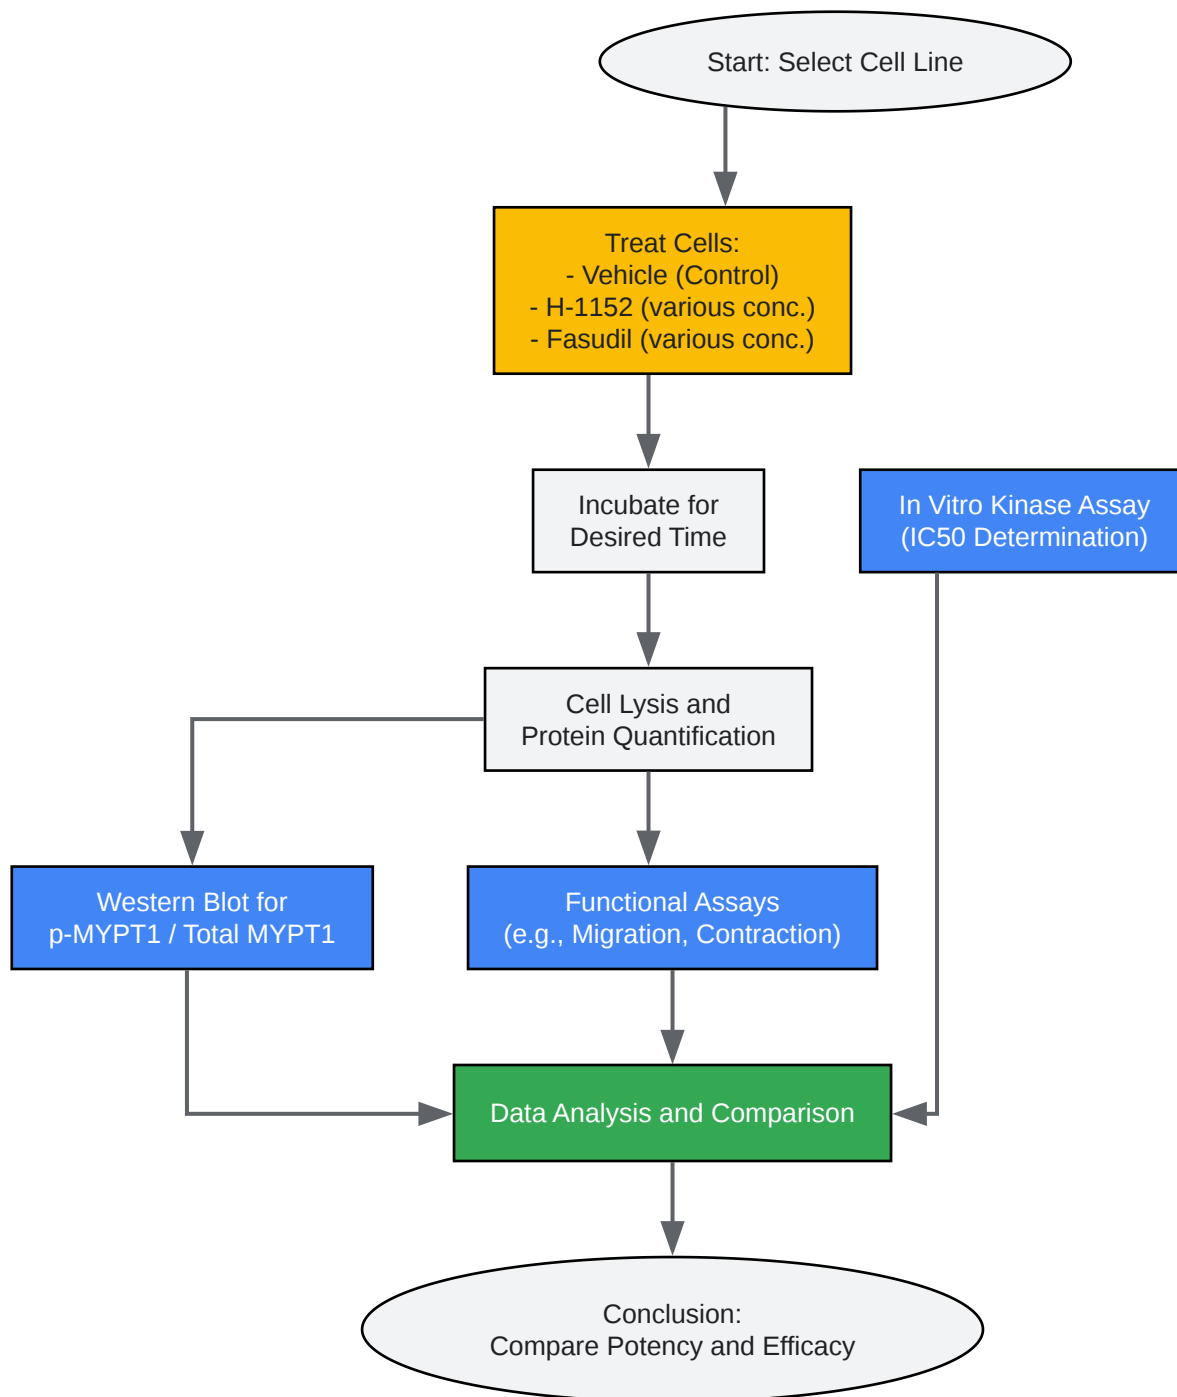 Start: Select Cell Line
Treat Cells:
- Vehicle (Control)
- H-1152 (various conc.)
- Fasudil (various conc.)
Incubate for
Desired Time
In Vitro Kinase Assay
(IC50 Determination)
Cell Lysis and
Protein Quantification
Western Blot for
p-MYPT1 / Total MYPT1
Functional Assays
(e.g., Migration, Contraction)
Data Analysis and Comparison
Conclusion:
Compare Potency and Efficacy